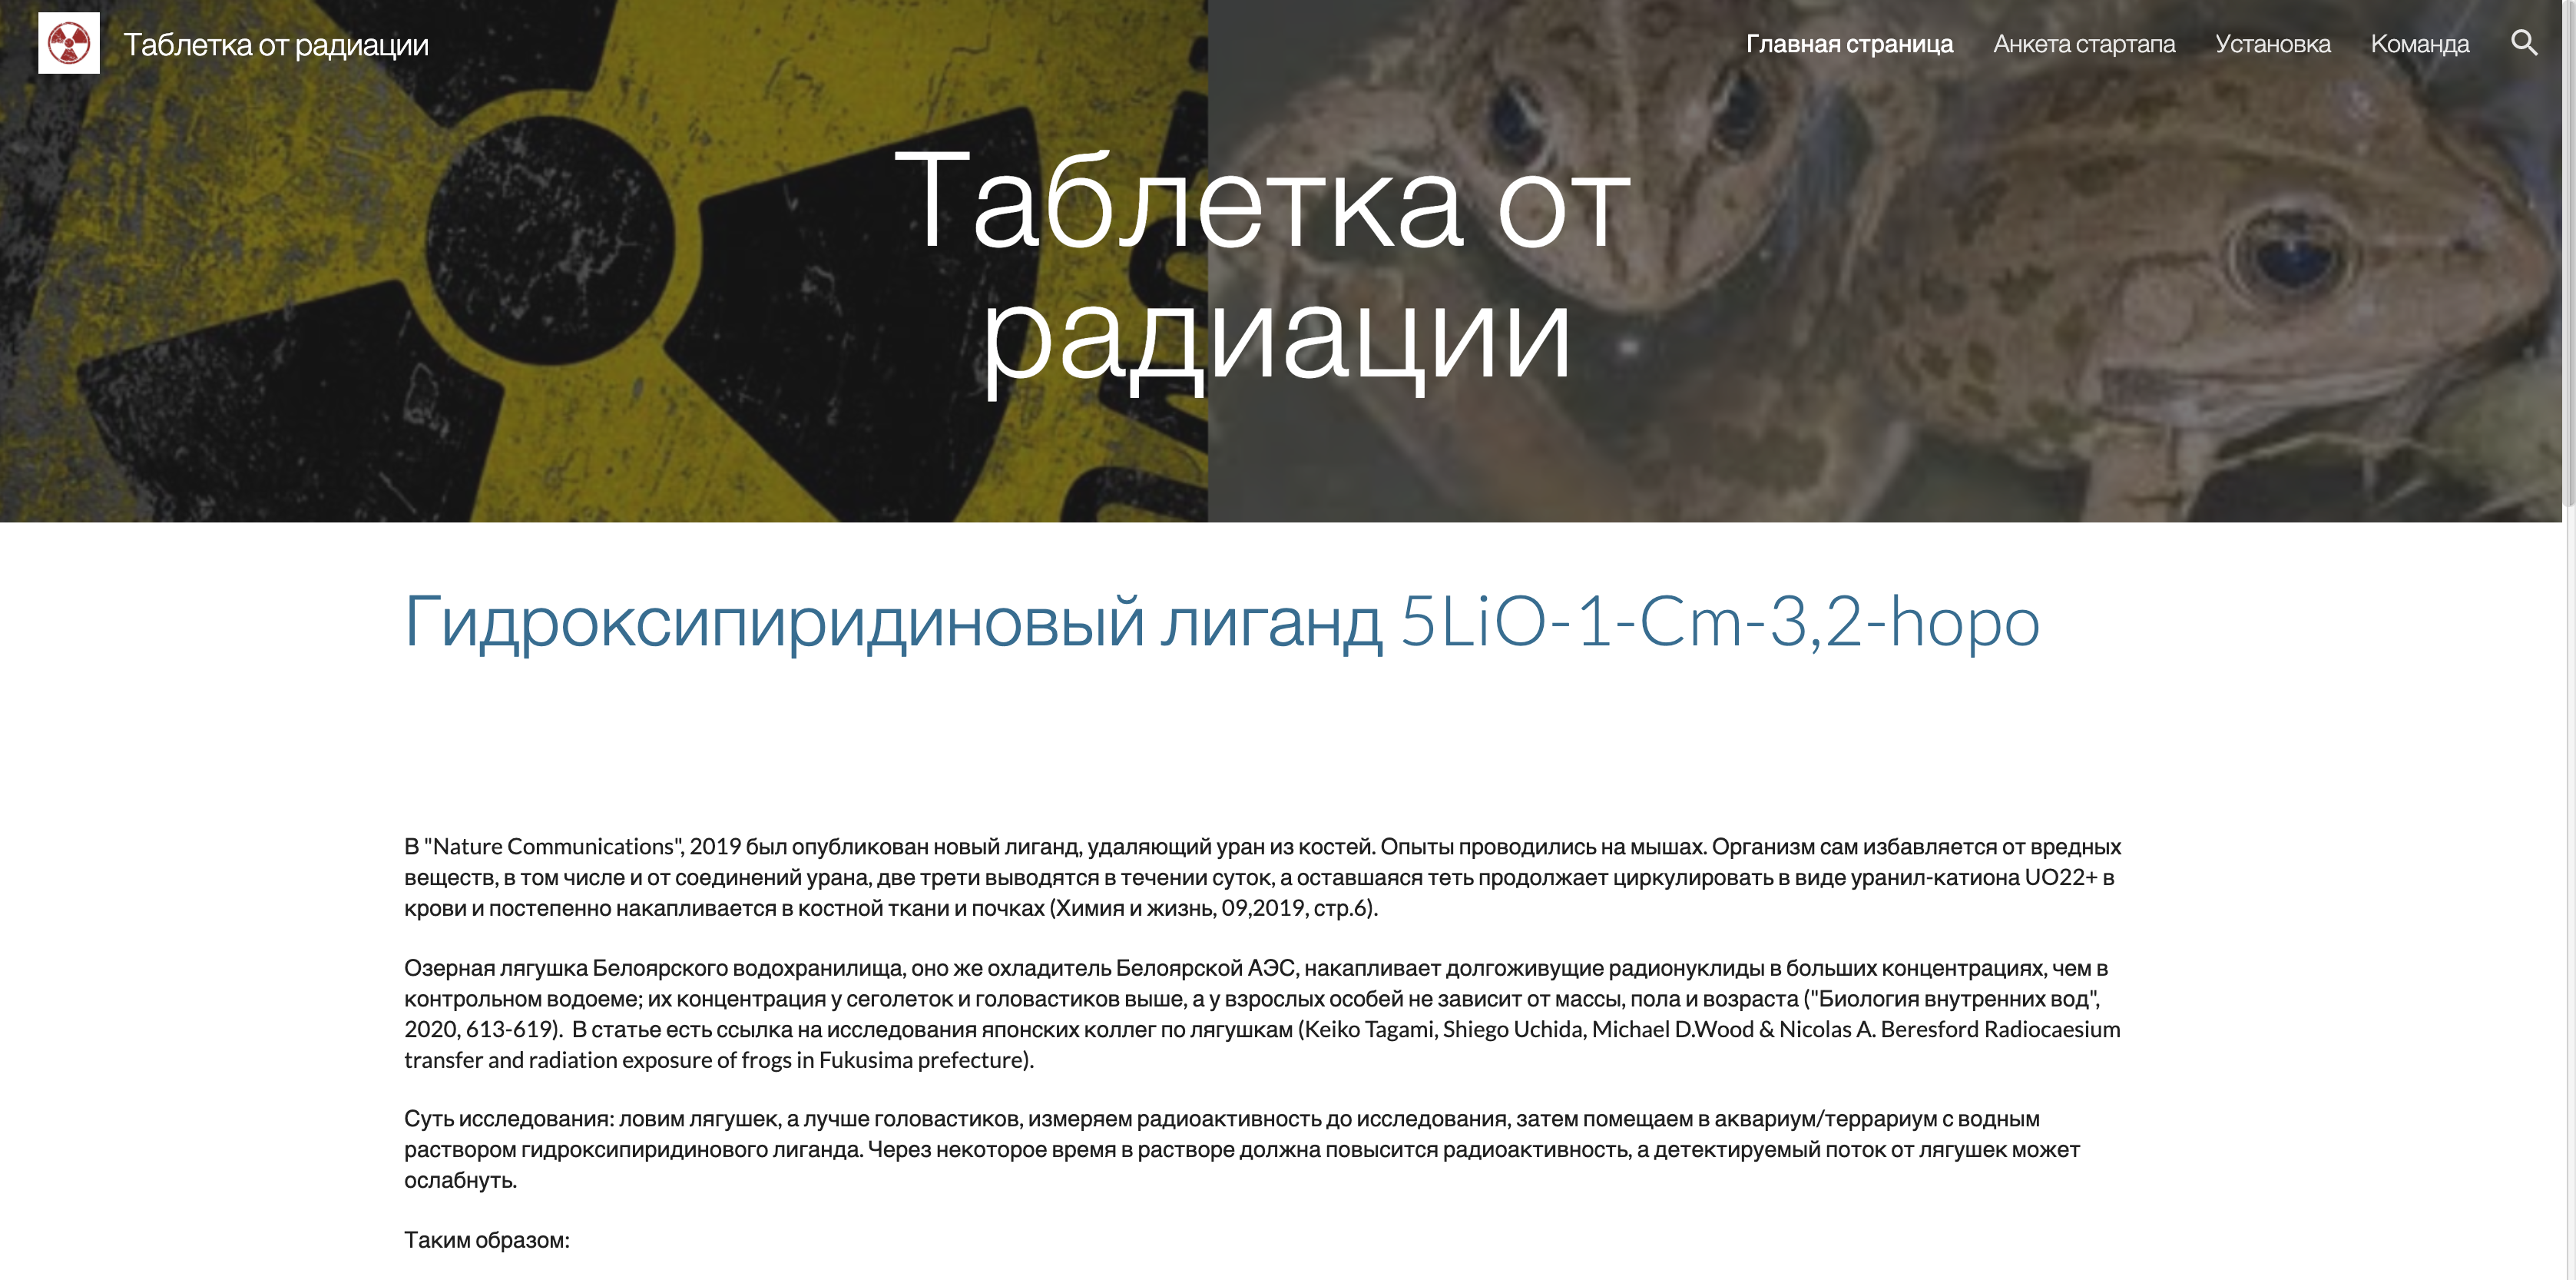 Таблетка от радиации
Главная страница Анкета стартапа Установка Команда
Таблетка от
радиации
Гидроксипиридиновый лиганд 5LiO-1-Cm-3,2-hopo
В "Nature Communications", 2019 был опубликован новый лиганд, удаляющий уран из костей. Опыты проводились на мышах. Организм сам избавляется от вредных
веществ, в том числе и от соединений урана, две трети выводятся в течении суток, а оставшаяся теть продолжает циркулировать в виде уранил-катиона UO22+ в
крови и постепенно накапливается в костной ткани и почках (Химия и жизнь, 09,2019, стр.6).
Озерная лягушка Белоярского водохранилища, оно же охладитель Белоярской АЭС, накапливает долгоживущие радионуклиды в больших концентрациях, чем в
контрольном водоеме; их концентрация у сеголеток и головастиков выше, а у взрослых особей не зависит от массы, пола и возраста ("Биология внутренних вод",
2020, 613-619).  В статье есть ссылка на исследования японских коллег по лягушкам (Keiko Tagami, Shiego Uchida, Michael D.Wood & Nicolas A. Beresford Radiocaesium
transfer and radiation exposure of frogs in Fukusima prefecture).
Суть исследования: ловим лягушек, а лучше головастиков, измеряем радиоактивность до исследования, затем помещаем в аквариум/террариум с водным
раствором гидроксипиридинового лиганда. Через некоторое время в растворе должна повысится радиоактивность, а детектируемый поток от лягушек может
ослабнуть.
Таким образом: